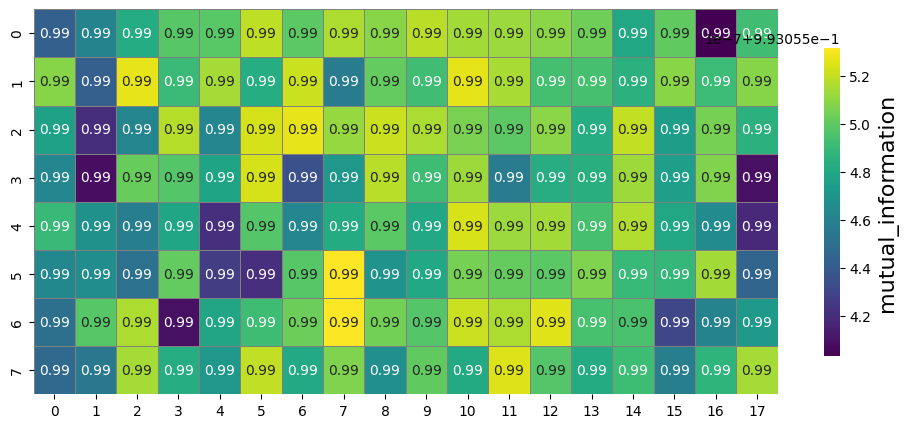 0 0.99 0.99 0.99 0.99 0.99 0.99 0.99 0.99 0.99 0.99 0.99 0.99 0.99 0.99 0.99 0.99 0.99 0.99
1 0.99 0.99 0.99 0.99 0.99 0.99 0.99 0.99 0.99 0.99 0.99 0.99 0.99 0.99 0.99 0.99 0.99 0.99
2 0.99 0.99 0.99 0.99 0.99 0.99 0.99 0.99 0.99 0.99 0.99 0.99 0.99 0.99 0.99 0.99 0.99 0.99
3 0.99 0.99 0.99 0.99 0.99 0.99 0.99 0.99 0.99 0.99 0.99 0.99 0.99 0.99 0.99 0.99 0.99 0.99
4 0.99 0.99 0.99 0.99 0.99 0.99 0.99 0.99 0.99 0.99 0.99 0.99 0.99 0.99 0.99 0.99 0.99 0.99
5 0.99 0.99 0.99 0.99 0.99 0.99 0.99 0.99 0.99 0.99 0.99 0.99 0.99 0.99 0.99 0.99 0.99 0.99
6 0.99 0.99 0.99 0.99 0.99 0.99 0.99 0.99 0.99 0.99 0.99 0.99 0.99 0.99 0.99 0.99 0.99 0.99
7 0.99 0.99 0.99 0.99 0.99 0.99 0.99 0.99 0.99 0.99 0.99 0.99 0.99 0.99 0.99 0.99 0.99 0.99
0 1 2 3 4 5 6 7 8 9 10 11 12 13 14 15 16 17
+9.93055e−1
5.2
5.0
4.8
4.6
4.4
4.2
mutual_information